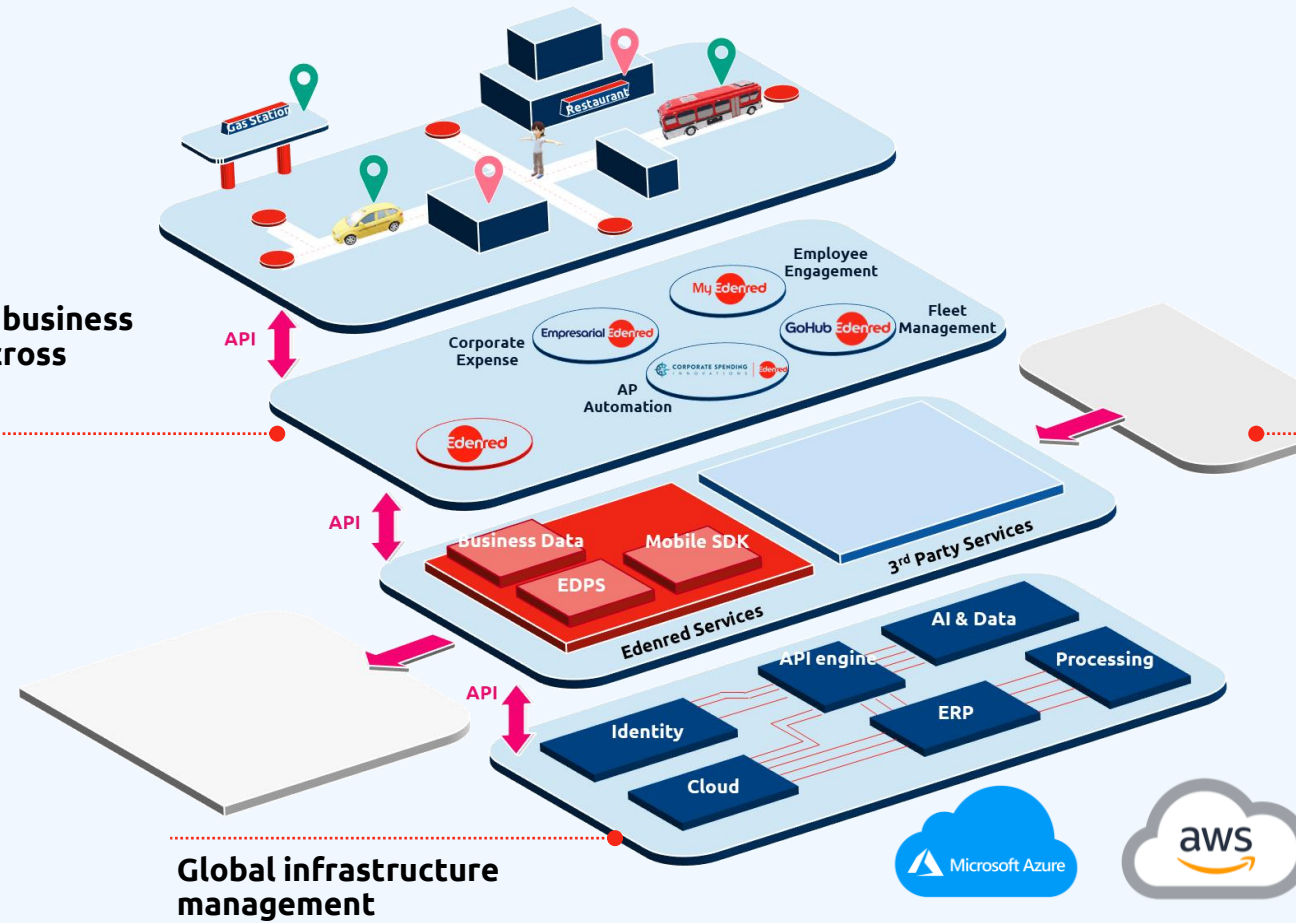 Gas Station
Restaurant
Employee
Engagement
My Edenred
Fleet
Management
GoHub Edenred
Empresarial Edenred
Corporate
Expense
CORPORATE SPENDING
INNOVATIONS
Edenred
AP
Automation
Edenred
business
cross
API
API
Business Data
Mobile SDK
EDPS
Edenred Services
3rd Party Services
API
AI & Data
API engine
Processing
Identity
ERP
Cloud
Microsoft Azure
aws
Global infrastructure
management